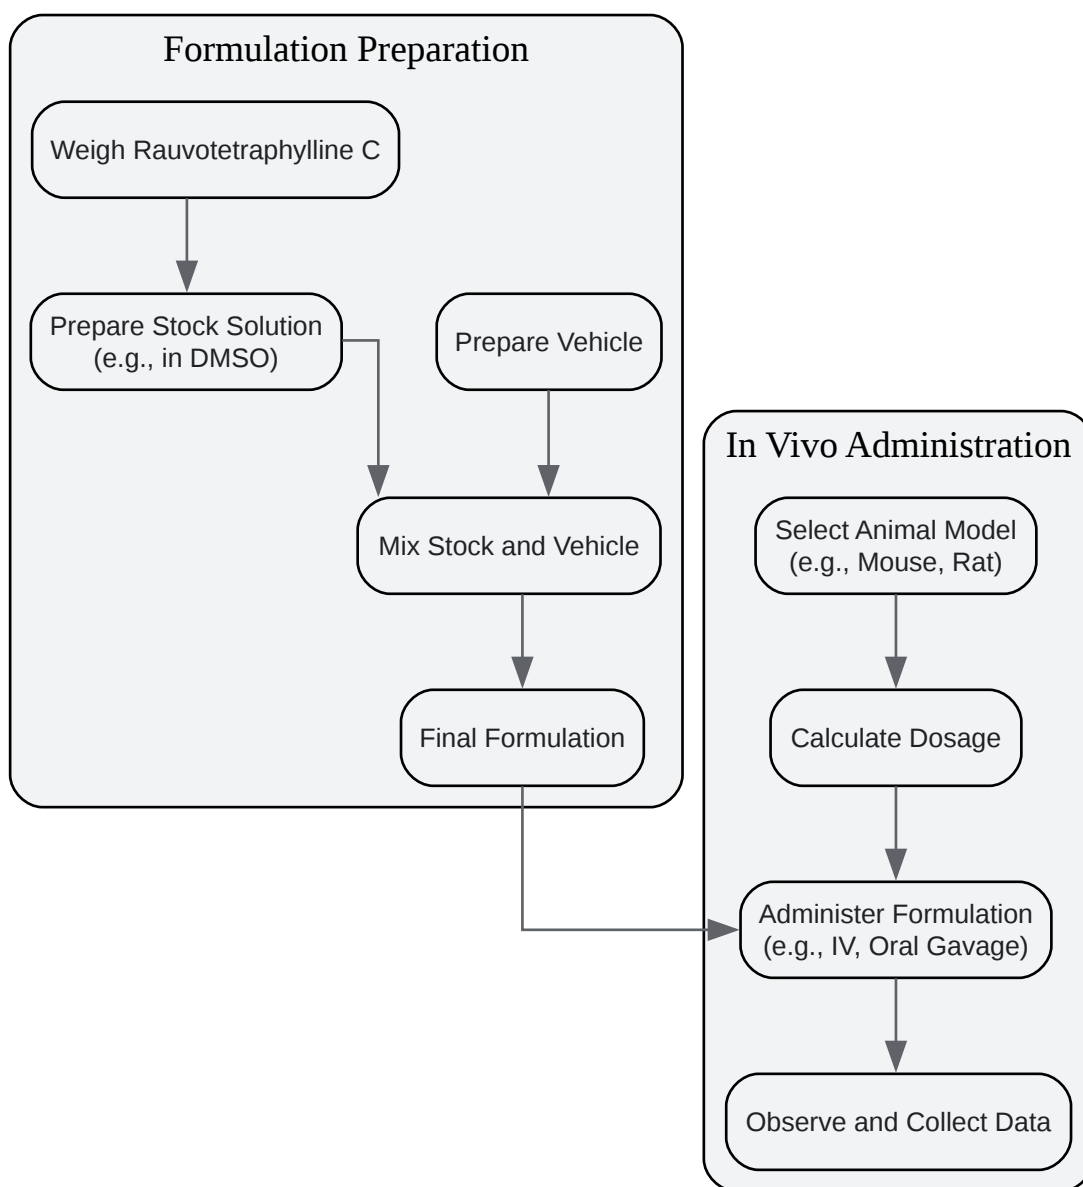 Formulation Preparation
Weigh Rauvotetraphylline C
Prepare Stock Solution
(e.g., in DMSO)
Prepare Vehicle
Mix Stock and Vehicle
Final Formulation
In Vivo Administration
Select Animal Model
(e.g., Mouse, Rat)
Calculate Dosage
Administer Formulation
(e.g., IV, Oral Gavage)
Observe and Collect Data